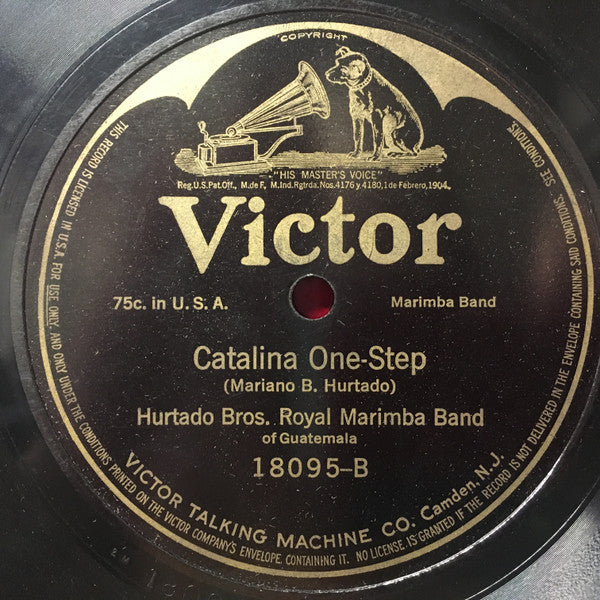 COPYRIGHT
"HIS MASTER'S VOICE"
Reg.U.S.Pat.Off., M.de F., M.Ind.Rgtrda.Nos.4176 y 4180,1 de Febrero,1904.
Victor
75c. in U.S.A.
Marimba Band
Catalina One-Step
(Mariano B. Hurtado)
Hurtado Bros. Royal Marimba Band
of Guatemala
18095-B
VICTOR TALKING MACHINE CO. Camden, N.J.
THIS RECORD IS LICENSED IN U.S.A. FOR USE ONLY, AND ONLY UNDER THE CONDITIONS PRINTED ON THE VICTOR COMPANY'S ENVELOPE CONTAINING IT. NO LICENSE IS GRANTED IF THE RECORD IS NOT DELIVERED IN THE ENVELOPE CONTAINING SAID CONDITIONS. SEE CONDITIONS.